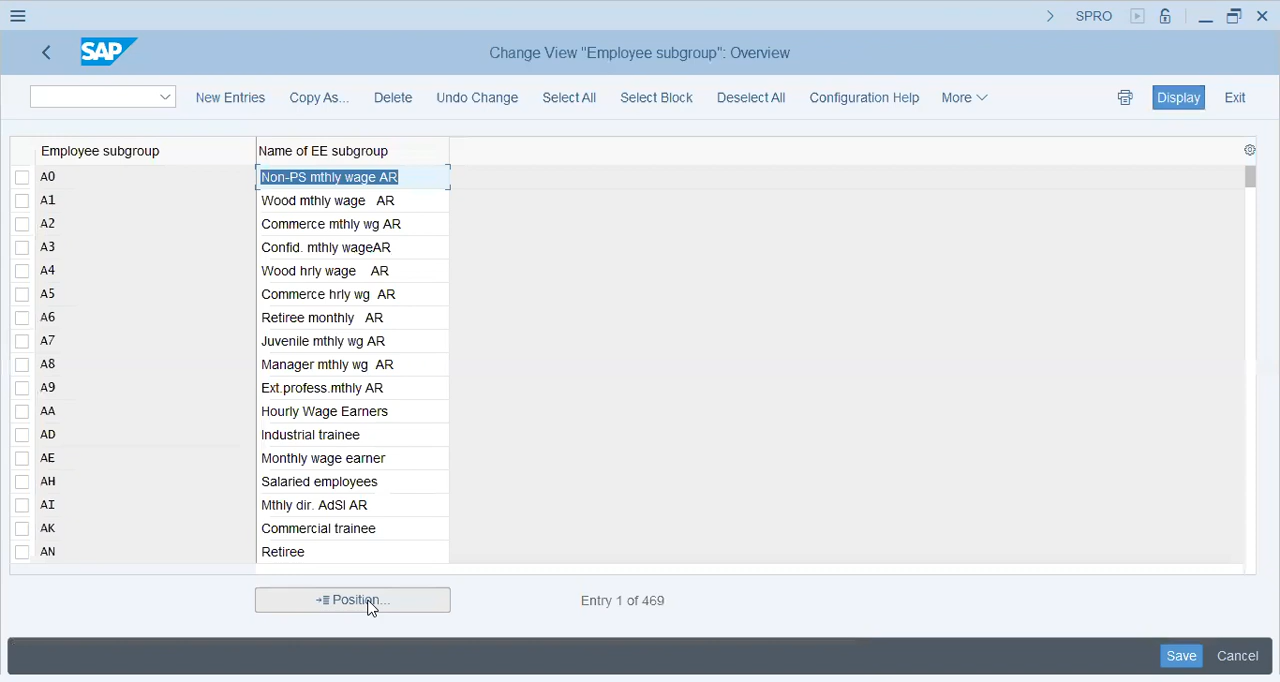 SPRO
SAP
Change View "Employee subgroup": Overview
New Entries Copy As... Delete Undo Change Select All Select Block Deselect All Configuration Help More Display Exit
Employee subgroup Name of EE subgroup
A0 Non-PS mthly wage AR
A1 Wood mthly wage AR
A2 Commerce mthly wg AR
A3 Confid. mthly wageAR
A4 Wood hrly wage AR
A5 Commerce hrly wg AR
A6 Retiree monthly AR
A7 Juvenile mthly wg AR
A8 Manager mthly wg AR
A9 Ext.profess.mthly AR
AA Hourly Wage Earners
AD Industrial trainee
AE Monthly wage earner
AH Salaried employees
AI Mthly dir. AdSl AR
AK Commercial trainee
AN Retiree
Position... Entry 1 of 469
Save Cancel